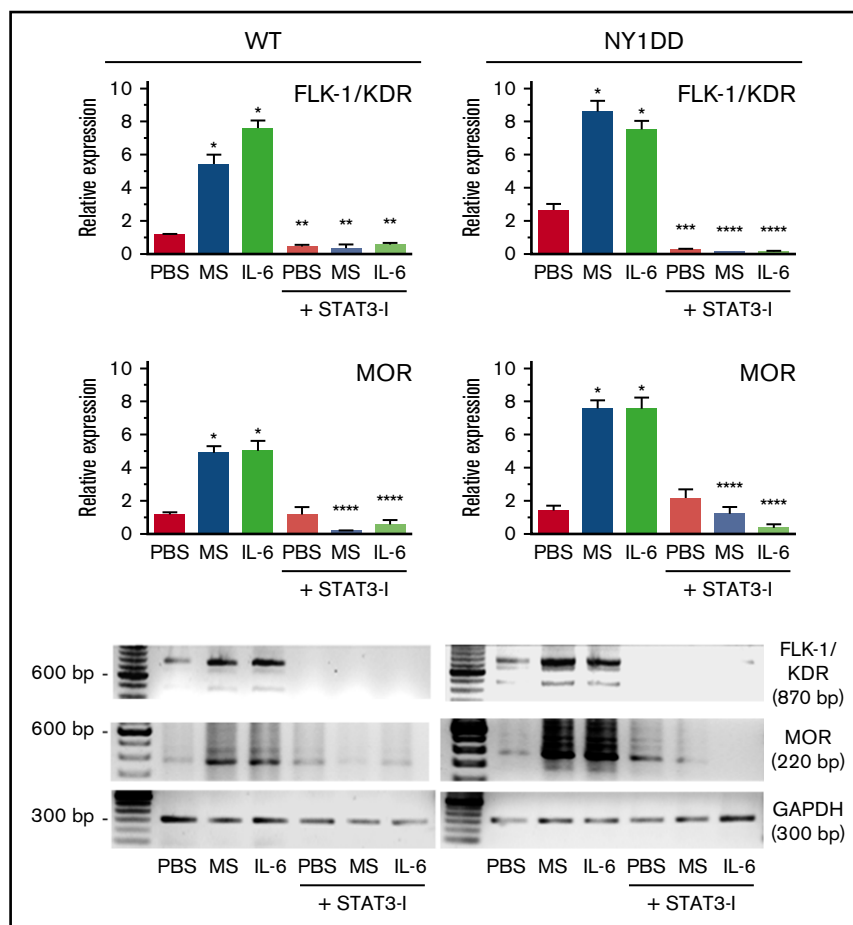 WT
NY1DD
FLK-1/KDR
Relative expression
10
8
6
4
2
0
*
*
**
**
**
PBS MS IL-6 PBS MS IL-6
+ STAT3-I
FLK-1/KDR
Relative expression
10
8
6
4
2
0
*
*
***
****
****
PBS MS IL-6 PBS MS IL-6
+ STAT3-I
MOR
Relative expression
10
8
6
4
2
0
*
*
****
****
PBS MS IL-6 PBS MS IL-6
+ STAT3-I
MOR
Relative expression
10
8
6
4
2
0
*
*
****
****
PBS MS IL-6 PBS MS IL-6
+ STAT3-I
600 bp -
FLK-1/
KDR
(870 bp)
600 bp -
MOR
(220 bp)
300 bp -
GAPDH
(300 bp)
PBS MS IL-6 PBS MS IL-6
+ STAT3-I
PBS MS IL-6 PBS MS IL-6
+ STAT3-I